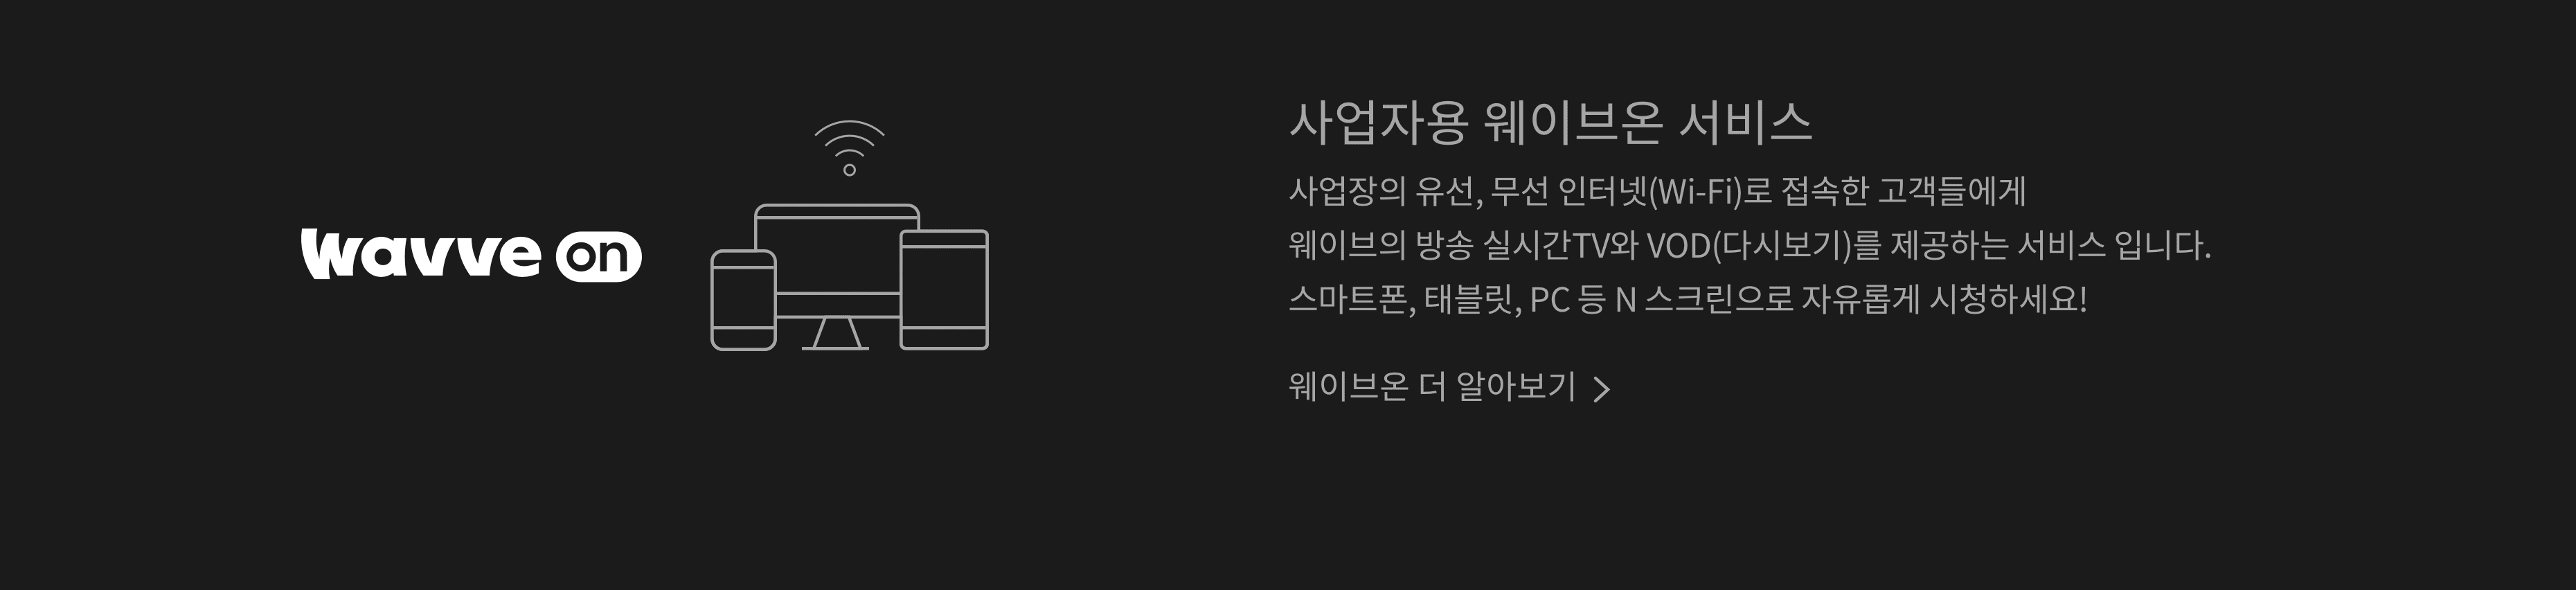 wavve on
사업자용 웨이브온 서비스
사업장의 유선, 무선 인터넷(Wi-Fi)로 접속한 고객들에게
웨이브의 방송 실시간TV와 VOD(다시보기)를 제공하는 서비스 입니다.
스마트폰, 태블릿, PC 등 N 스크린으로 자유롭게 시청하세요!
웨이브온 더 알아보기 >